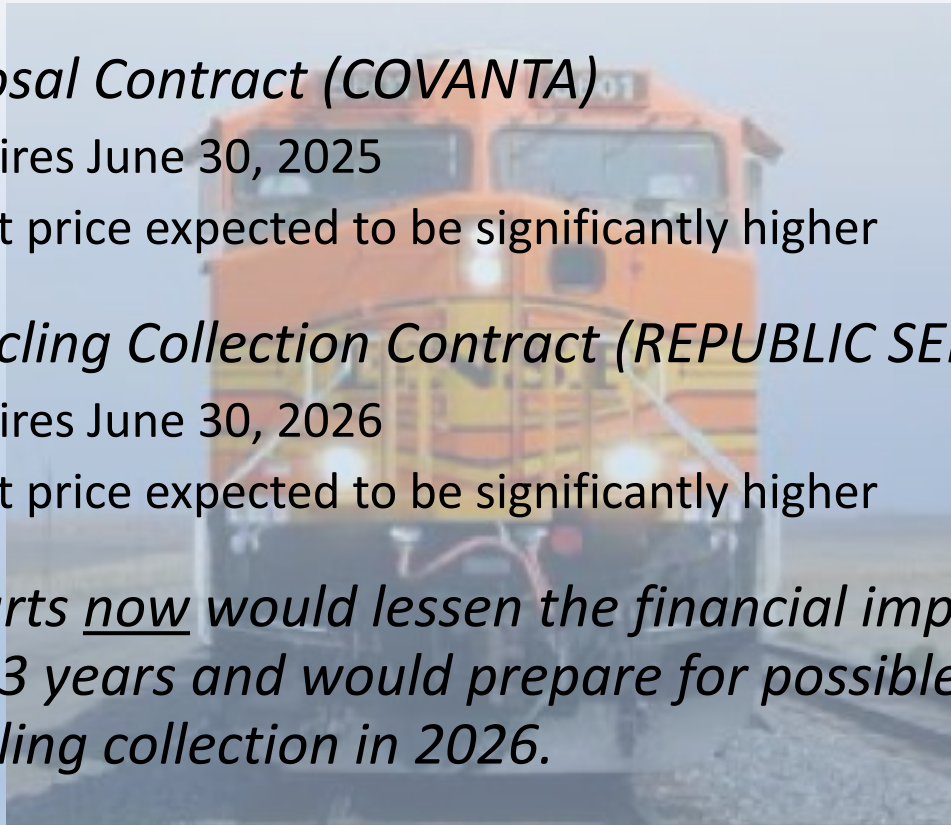 osal Contract (COVANTA)
ires June 30, 2025
t price expected to be significantly higher
cling Collection Contract (REPUBLIC SE
ires June 30, 2026
t price expected to be significantly higher
rts now would lessen the financial imp
3 years and would prepare for possible
ling collection in 2026.